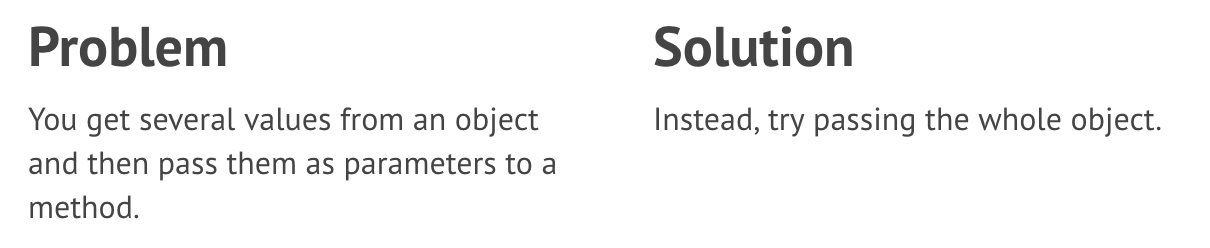 Problem
You get several values from an object
and then pass them as parameters to a
method.
Solution
Instead, try passing the whole object.